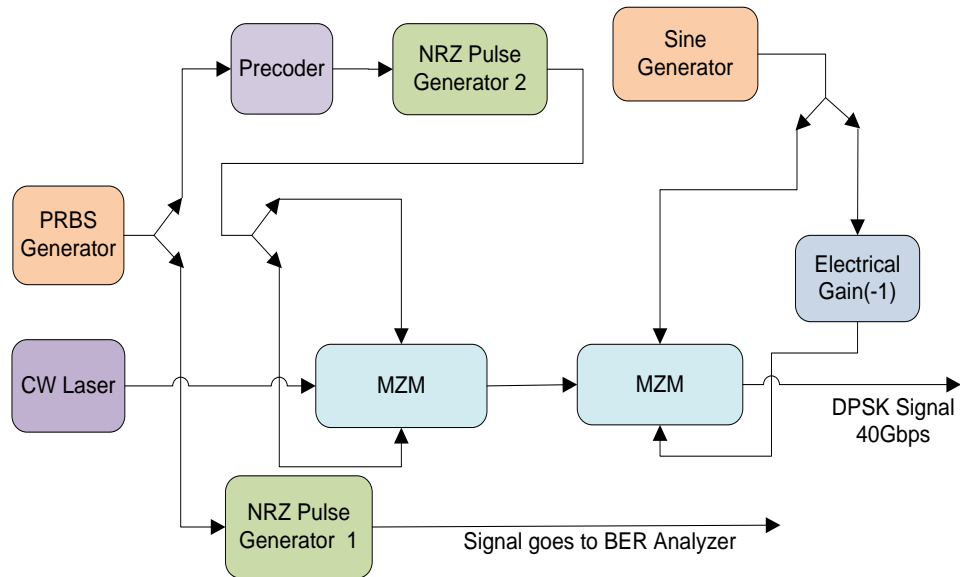 Precoder
NRZ Pulse
Generator 2
Sine
Generator
PRBS
Generator
Electrical
Gain(-1)
CW Laser
MZM
MZM
DPSK Signal
40Gbps
NRZ Pulse
Generator 1
Signal goes to BER Analyzer